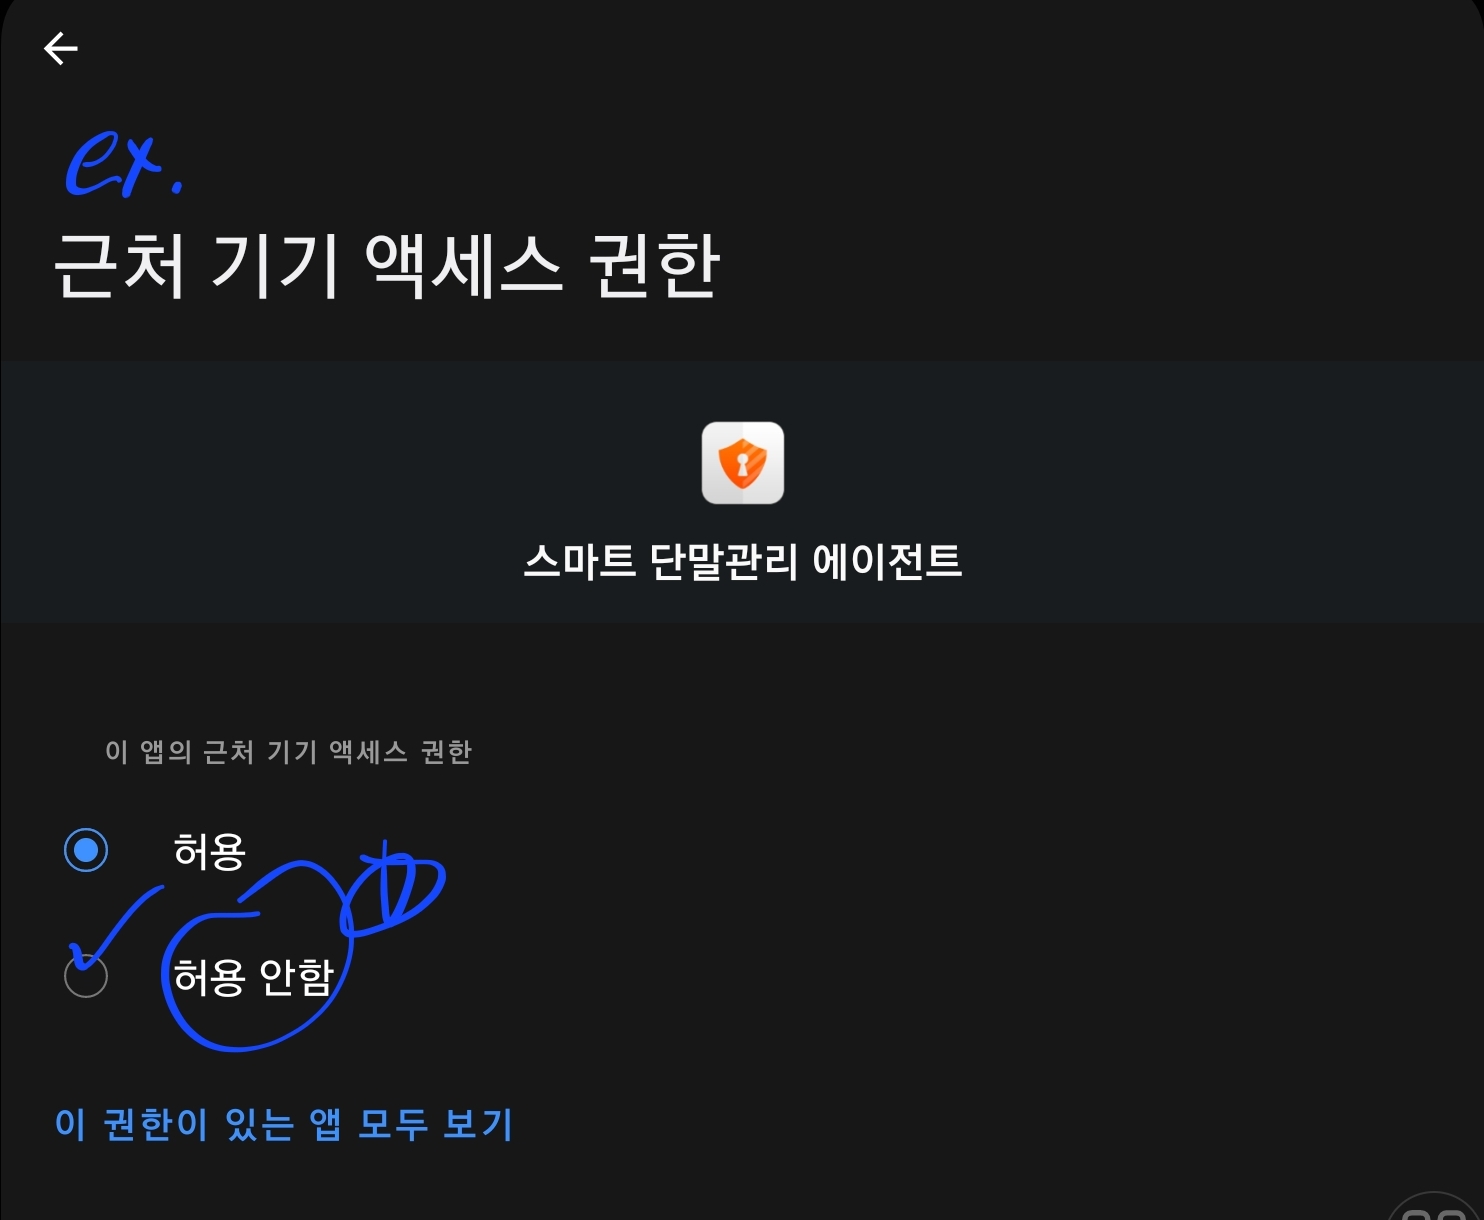 ex.
근처 기기 액세스 권한
스마트 단말관리 에이전트
이 앱의 근처 기기 액세스 권한
허용
허용 안함
이 권한이 있는 앱 모두 보기